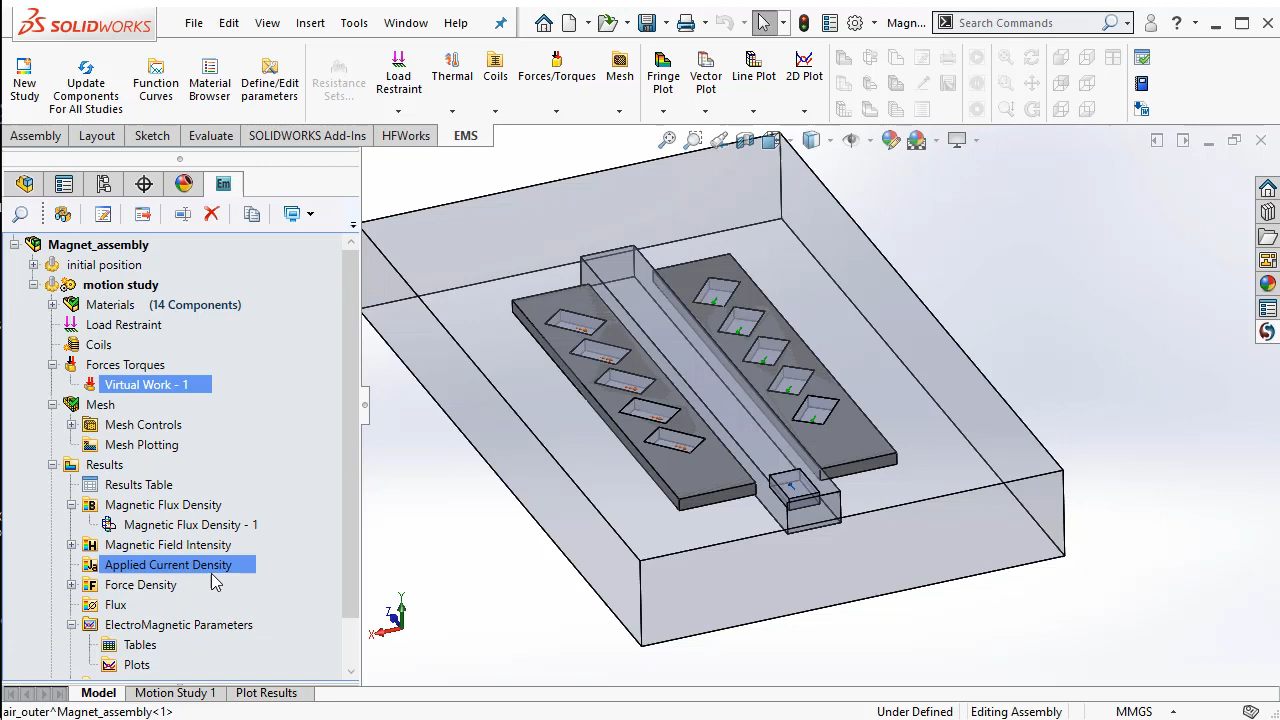 SOLIDWORKS File Edit View Insert Tools Window Help Magn... Search Commands ?
New Study
Update Components For All Studies
Function Curves
Material Browser
Define/Edit parameters
Resistance Sets...
Load Restraint
Thermal
Coils
Forces/Torques
Mesh
Fringe Plot
Vector Plot
Line Plot
2D Plot
Assembly Layout Sketch Evaluate SOLIDWORKS Add-Ins HFWorks EMS
Magnet_assembly
initial position
motion study
Materials (14 Components)
Load Restraint
Coils
Forces Torques
Virtual Work - 1
Mesh
Mesh Controls
Mesh Plotting
Results
Results Table
Magnetic Flux Density
Magnetic Flux Density - 1
Magnetic Field Intensity
Applied Current Density
Force Density
Flux
ElectroMagnetic Parameters
Tables
Plots
Y
Z
X
Model Motion Study 1 Plot Results
air_outer^Magnet_assembly<1> Under Defined Editing Assembly MMGS